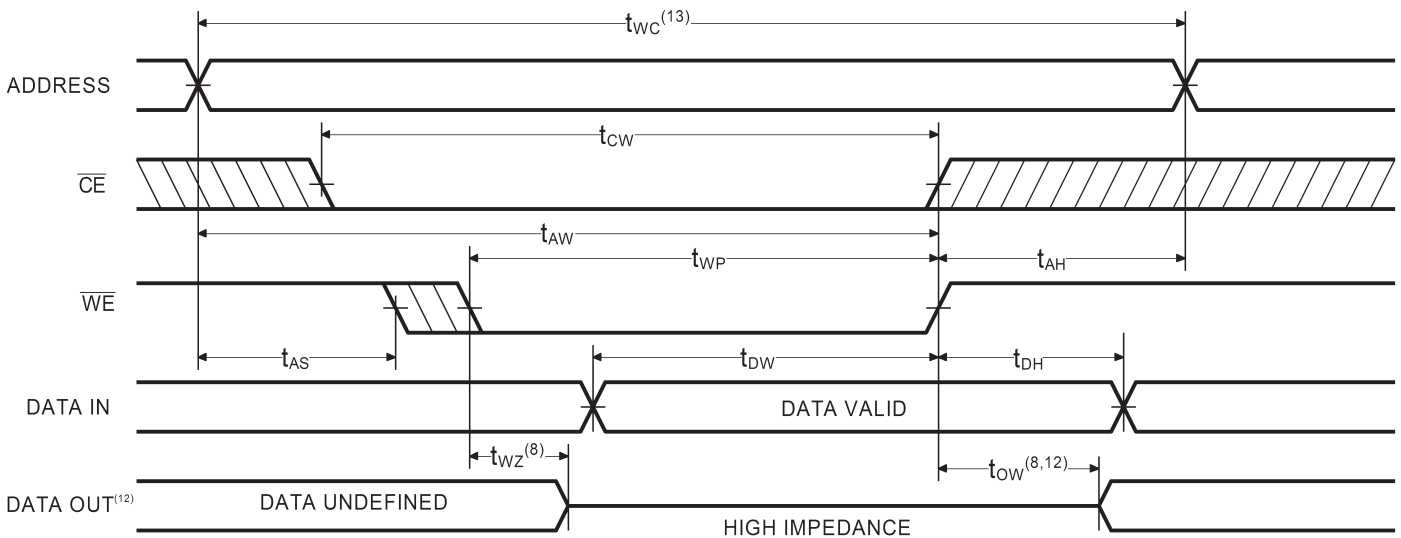 tWC(13)
ADDRESS
tCW
CE
tAW
tWP
tAH
WE
tAS
tDW
tDH
DATA IN
DATA VALID
tWZ(8)
tOW(8,12)
DATA OUT(12)
DATA UNDEFINED
HIGH IMPEDANCE